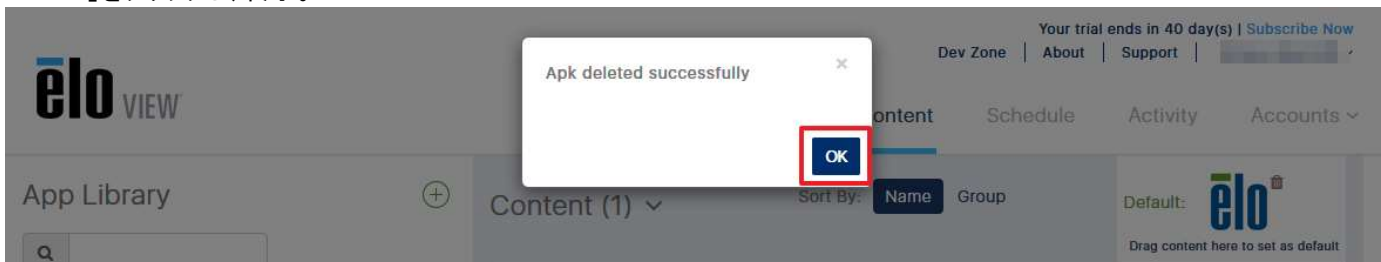 Your trial ends in 40 day(s) | Subscribe Now
Dev Zone | About | Support |
elo VIEW
Apk deleted successfully
×
OK
ontent
Schedule
Activity
Accounts
App Library
Content (1)
Sort By:
Name
Group
Default:
elo
Drag content here to set as default